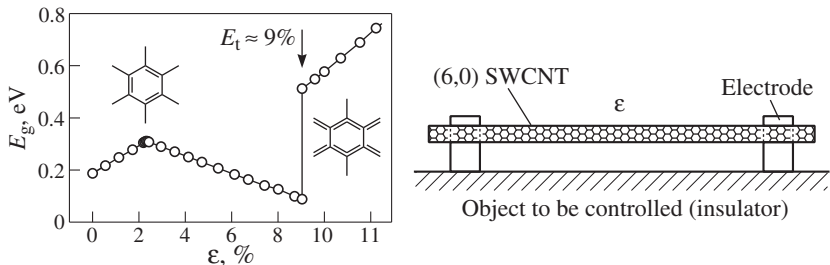 0.8
0.6
0.4
0.2
0
E_g, eV
E_t ≈ 9%
0 2 4 6 8 10 11
ε, %
(6,0) SWCNT
ε
Electrode
Object to be controlled (insulator)